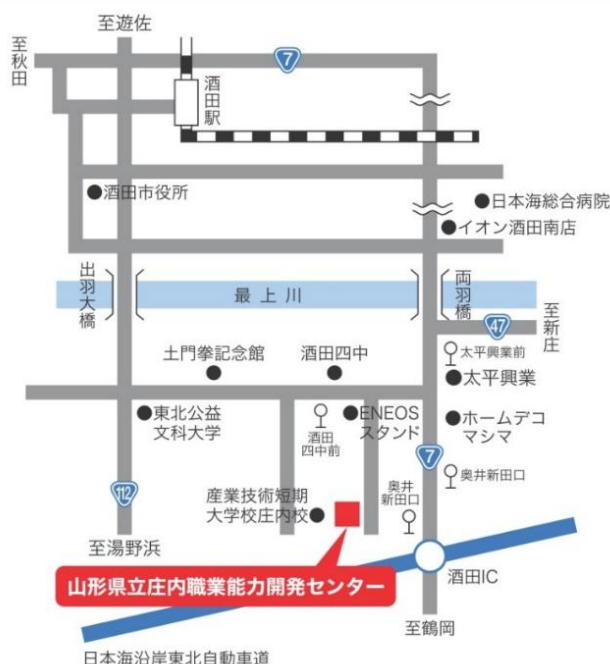 至遊佐
至秋田
7
酒田駅
酒田市役所
日本海総合病院
イオン酒田南店
出羽大橋
最上川
両羽橋
至新庄
47
太平興業前
土門拳記念館
酒田四中
太平興業
東北公益
文科大学
酒田
四中前
ENEOS
スタンド
ホームデコ
マシマ
7
奥井新田口
奥井
新田口
112
産業技術短期
大学校庄内校
至湯野浜
山形県立庄内職業能力開発センター
酒田IC
至鶴岡
日本海沿岸東北自動車道